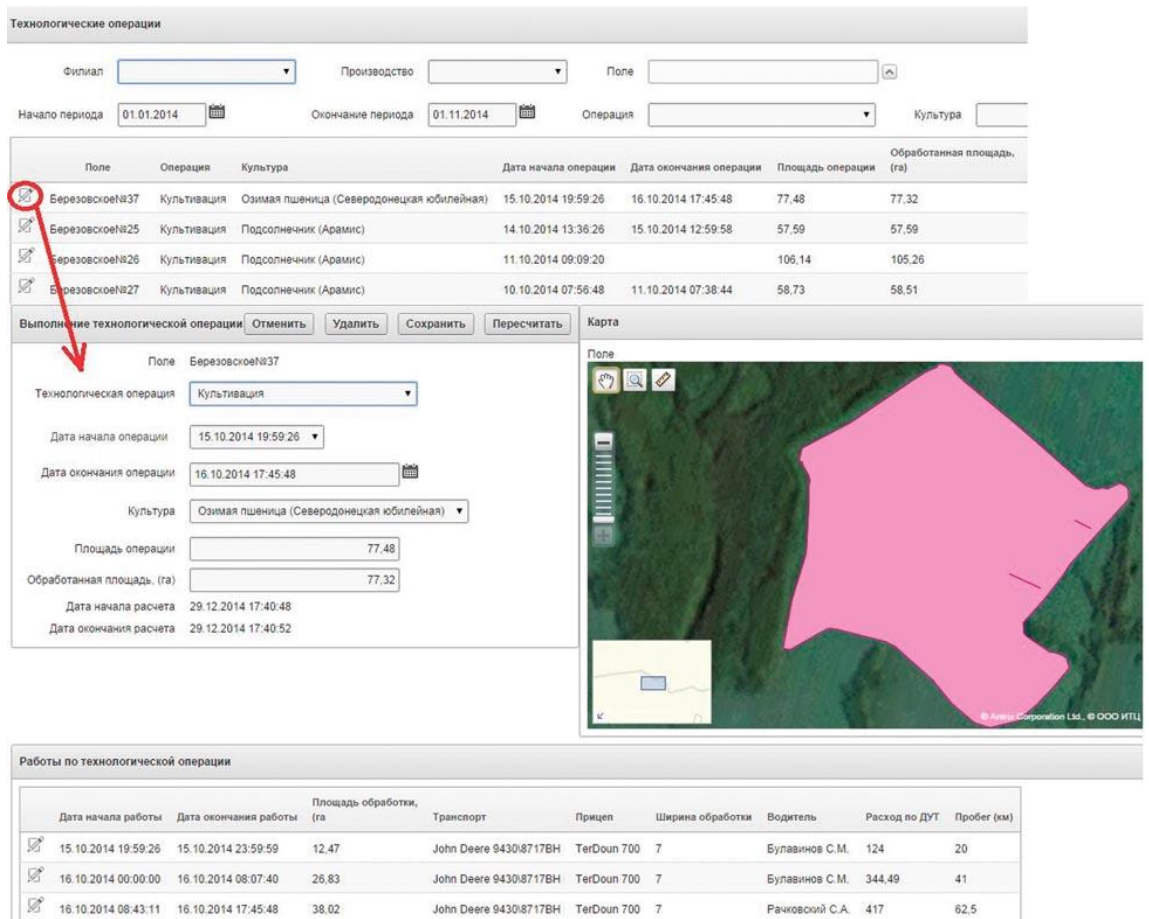 Технологические операции
Филиал Производство Поле
Начало периода 01.01.2014 Окончание периода 01.11.2014 Операция Культура
Поле Операция Культура Дата начала операции Дата окончания операции Площадь операции Обработанная площадь, (га)
Березовское№37 Культивация Озимая пшеница (Северодонецкая юбилейная) 15.10.2014 19:59:26 16.10.2014 17:45:48 77,48 77,32
Березовское№25 Культивация Подсолнечник (Арамис) 14.10.2014 13:36:26 15.10.2014 12:59:58 57,59 57,59
Березовское№26 Культивация Подсолнечник (Арамис) 11.10.2014 09:09:20 106,14 105,26
Березовское№27 Культивация Подсолнечник (Арамис) 10.10.2014 07:56:48 11.10.2014 07:38:44 58,73 58,51
Выполнение технологической операции Отменить Удалить Сохранить Пересчитать
Поле Березовское№37
Технологическая операция Культивация
Дата начала операции 15.10.2014 19:59:26
Дата окончания операции 16.10.2014 17:45:48
Культура Озимая пшеница (Северодонецкая юбилейная)
Площадь операции 77,48
Обработанная площадь, (га) 77,32
Дата начала расчета 29.12.2014 17:40:48
Дата окончания расчета 29.12.2014 17:40:52
Карта
Поле
Corporation Ltd., © ООО ИТЦ
Работы по технологической операции
Дата начала работы Дата окончания работы Площадь обработки, (га Транспорт Прицеп Ширина обработки Водитель Расход по ДУТ Пробег (км)
15.10.2014 19:59:26 15.10.2014 23:59:59 12,47 John Deere 9430\8717ВН TerDoun 700 7 Булавинов С.М. 124 20
16.10.2014 00:00:00 16.10.2014 08:07:40 26,83 John Deere 9430\8717ВН TerDoun 700 7 Булавинов С.М. 344,49 41
16.10.2014 08:43:11 16.10.2014 17:45:48 38,02 John Deere 9430\8717ВН TerDoun 700 7 Рачковский С.А. 417 62,5